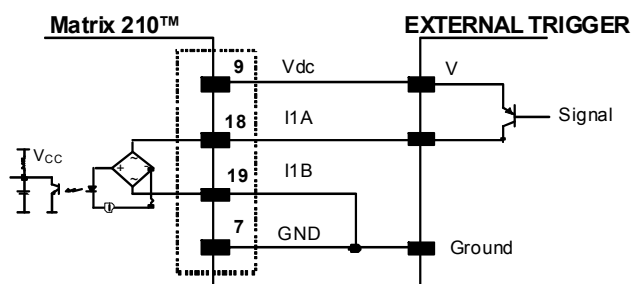 Matrix 210™ EXTERNAL TRIGGER
9 Vdc V
Signal
18 I1A
VCC
19 I1B
7 GND Ground